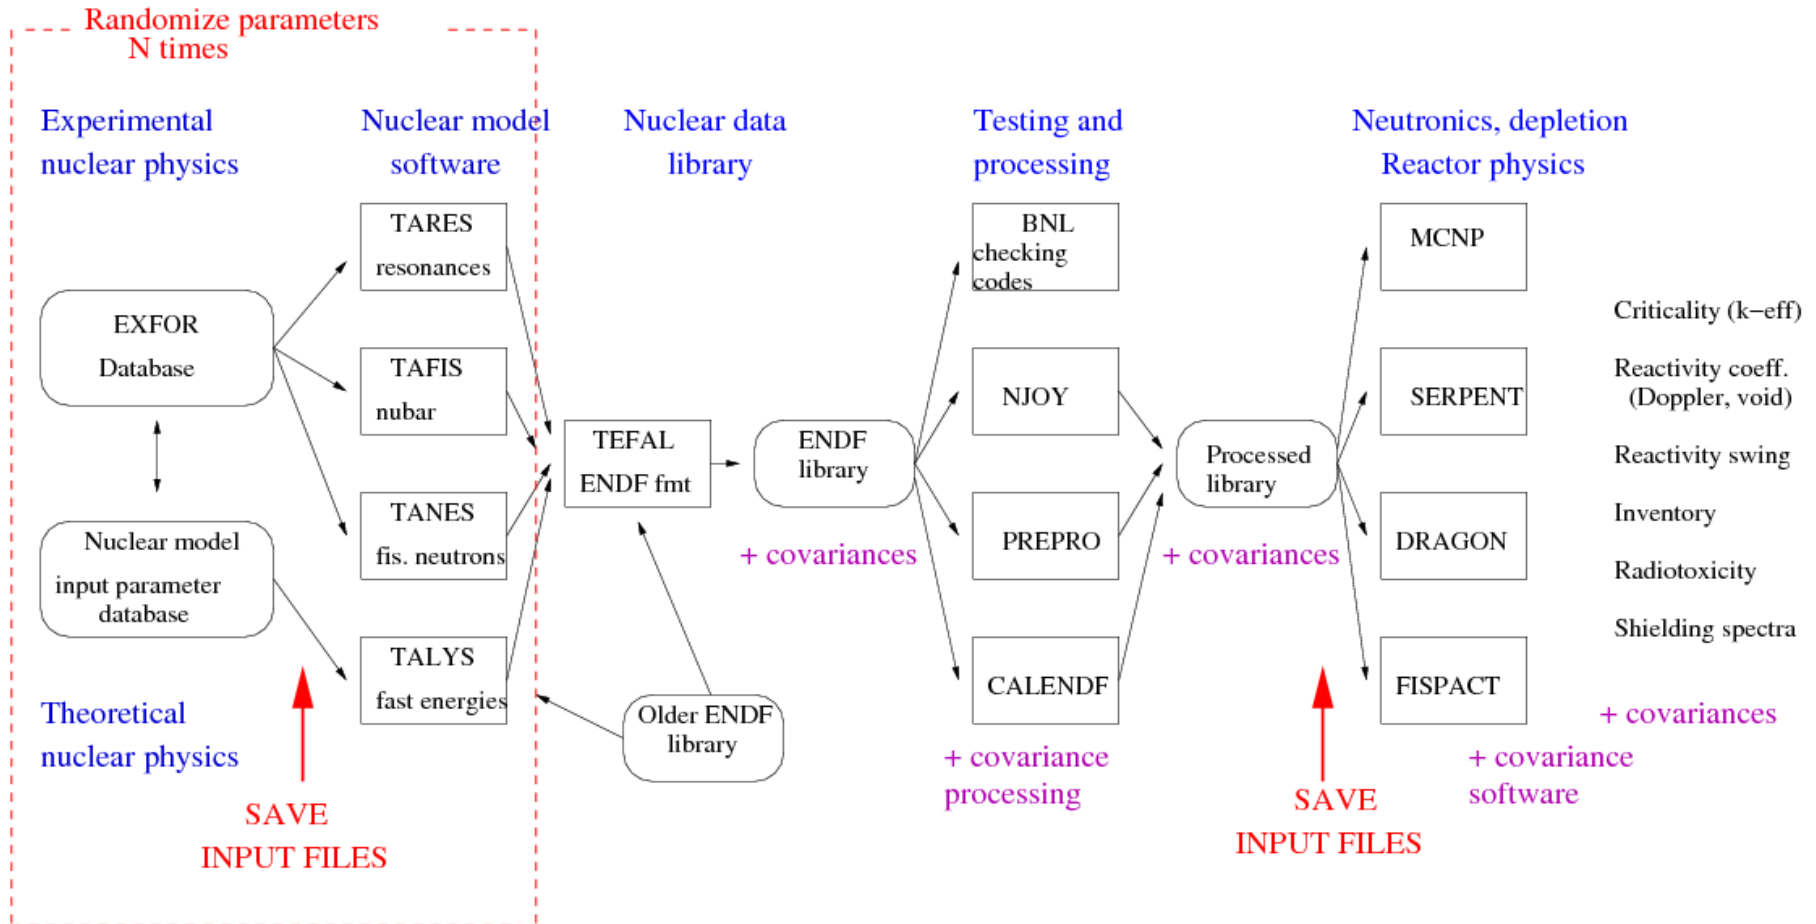 Randomize parameters
N times
Experimental
nuclear physics
Nuclear model
software
Nuclear data
library
Testing and
processing
Neutronics, depletion
Reactor physics
EXFOR
Database
Nuclear model
input parameter
database
Theoretical
nuclear physics
SAVE
INPUT FILES
TARES
resonances
TAFIS
nubar
TANES
fis. neutrons
TALYS
fast energies
TEFAL
ENDF fmt
Older ENDF
library
ENDF
library
+ covariances
BNL
checking
codes
NJOY
PREPRO
CALENDF
+ covariance
processing
Processed
library
+ covariances
SAVE
INPUT FILES
MCNP
SERPENT
DRAGON
FISPACT
+ covariance
software
Criticality (k−eff)
Reactivity coeff.
(Doppler, void)
Reactivity swing
Inventory
Radiotoxicity
Shielding spectra
+ covariances